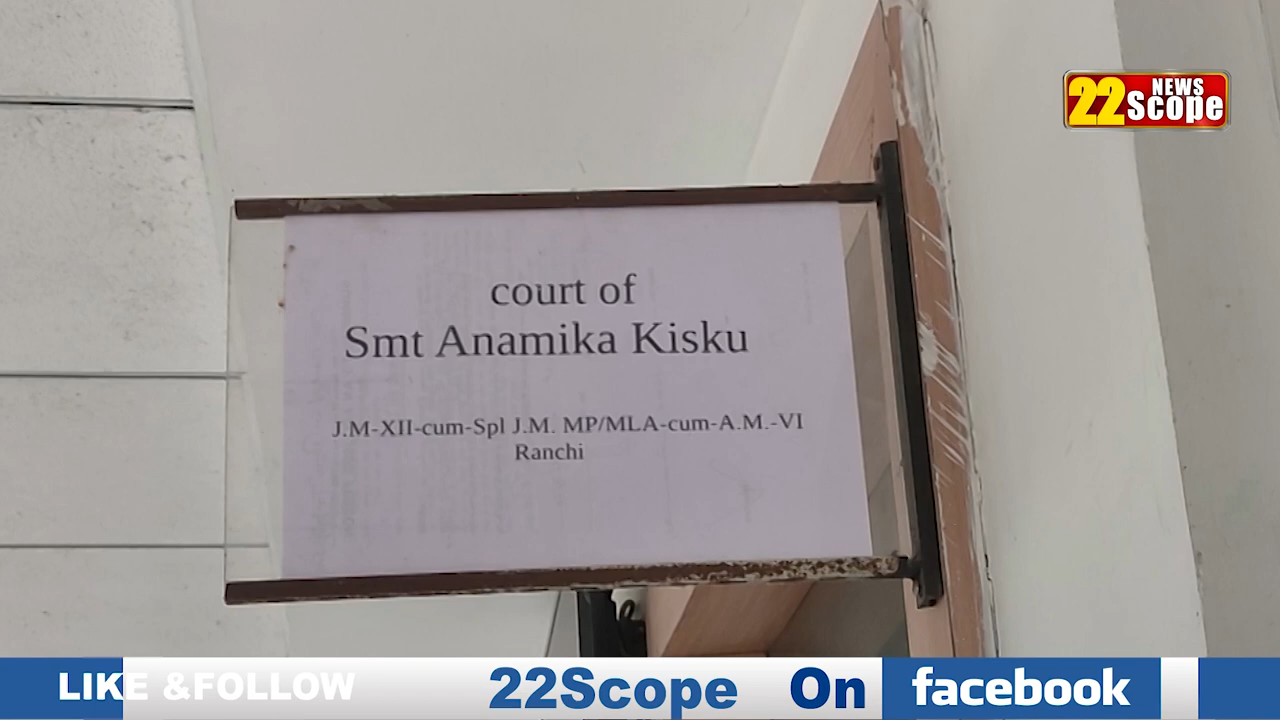 22 NEWS Scope
court of
Smt Anamika Kisku
J.M-XII-cum-Spl J.M. MP/MLA-cum-A.M.-VI
Ranchi
LIKE &FOLLOW 22Scope On facebook